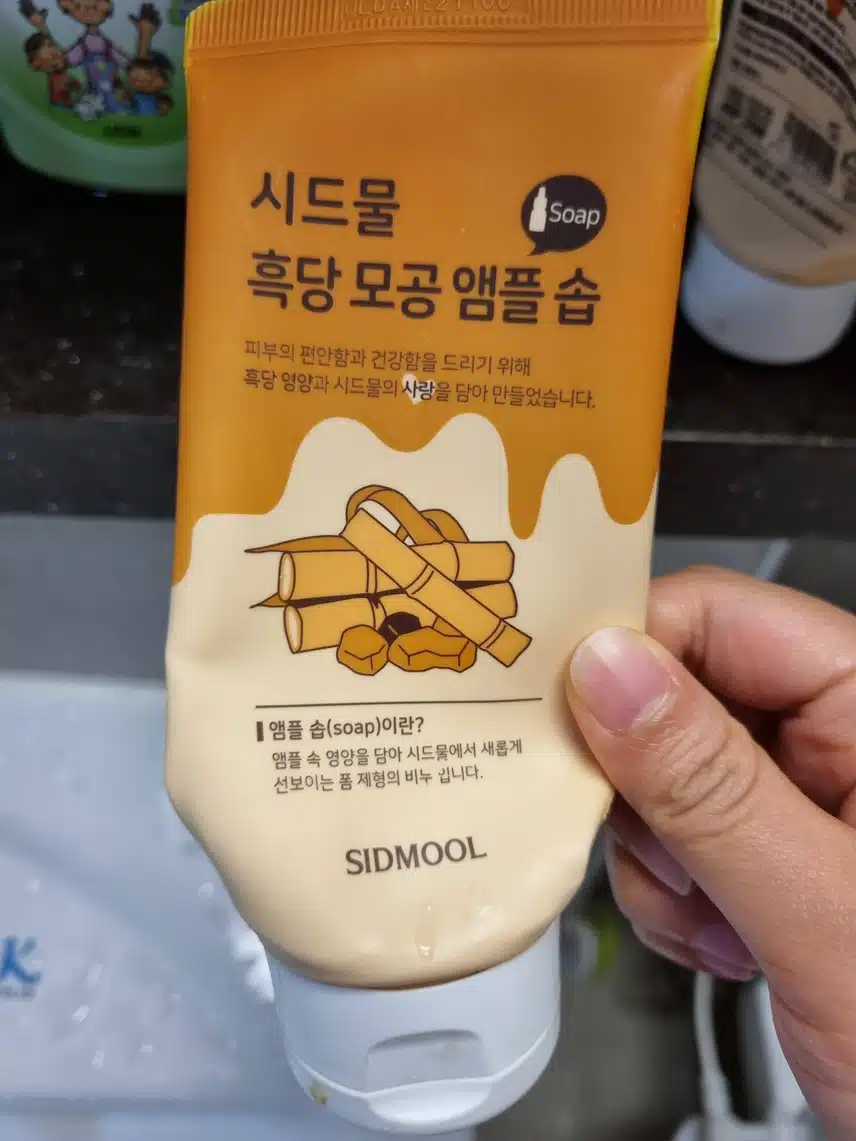 시드물
Soap
흑당 모공 앰플 솝
피부의 편안함과 건강함을 드리기 위해
흑당 영양과 시드물의 사랑을 담아 만들었습니다.
앰플 솝(soap)이란?
앰플 속 영양을 담아 시드물에서 새롭게
선보이는 폼 제형의 비누 입니다.
SIDMOOL
K